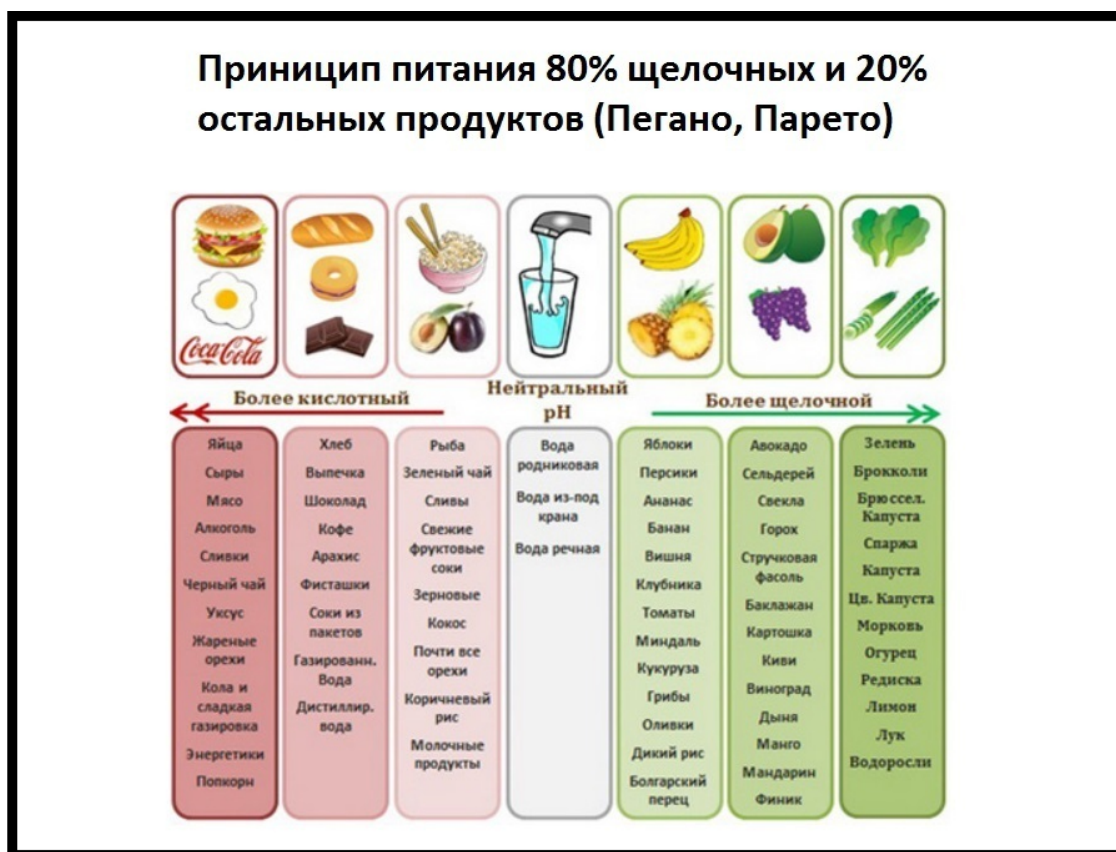 Приницип питания 80% щелочных и 20%
остальных продуктов (Пегано, Парето)
Coca-Cola
Более кислотный
Нейтральный
pH
Более щелочной
Яйца
Сыры
Мясо
Алкоголь
Сливки
Черный чай
Уксус
Жареные
орехи
Кола и
сладкая
газировка
Энергетики
Попкорн
Хлеб
Выпечка
Шоколад
Кофе
Арахис
Фисташки
Соки из
пакетов
Газированн.
Вода
Дистиллир.
вода
Рыба
Зеленый чай
Сливы
Свежие
фруктовые
соки
Зерновые
Кокос
Почти все
орехи
Коричневый
рис
Молочные
продукты
Вода
родниковая
Вода из-под
крана
Вода речная
Яблоки
Персики
Ананас
Банан
Вишня
Клубника
Томаты
Миндаль
Кукуруза
Грибы
Оливки
Дикий рис
Болгарский
перец
Авокадо
Сельдерей
Свекла
Горох
Стручковая
фасоль
Баклажан
Картошка
Киви
Виноград
Дыня
Манго
Мандарин
Финик
Зелень
Брокколи
Брюссел.
Капуста
Спаржа
Капуста
Цв. Капуста
Морковь
Огурец
Редиска
Лимон
Лук
Водоросли